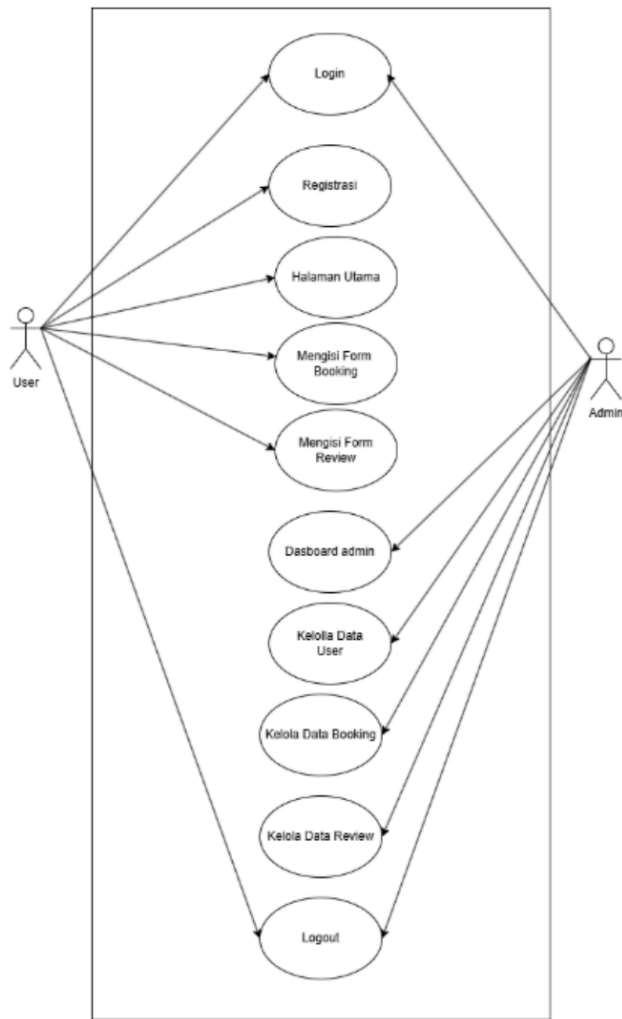 Login
Registrasi
Halaman Utama
Mengisi Form
Booking
User
Admin
Mengisi Form
Review
Dasboard admin
Kelolla Data
User
Kelola Data Booking
Kelola Data Review
Logout